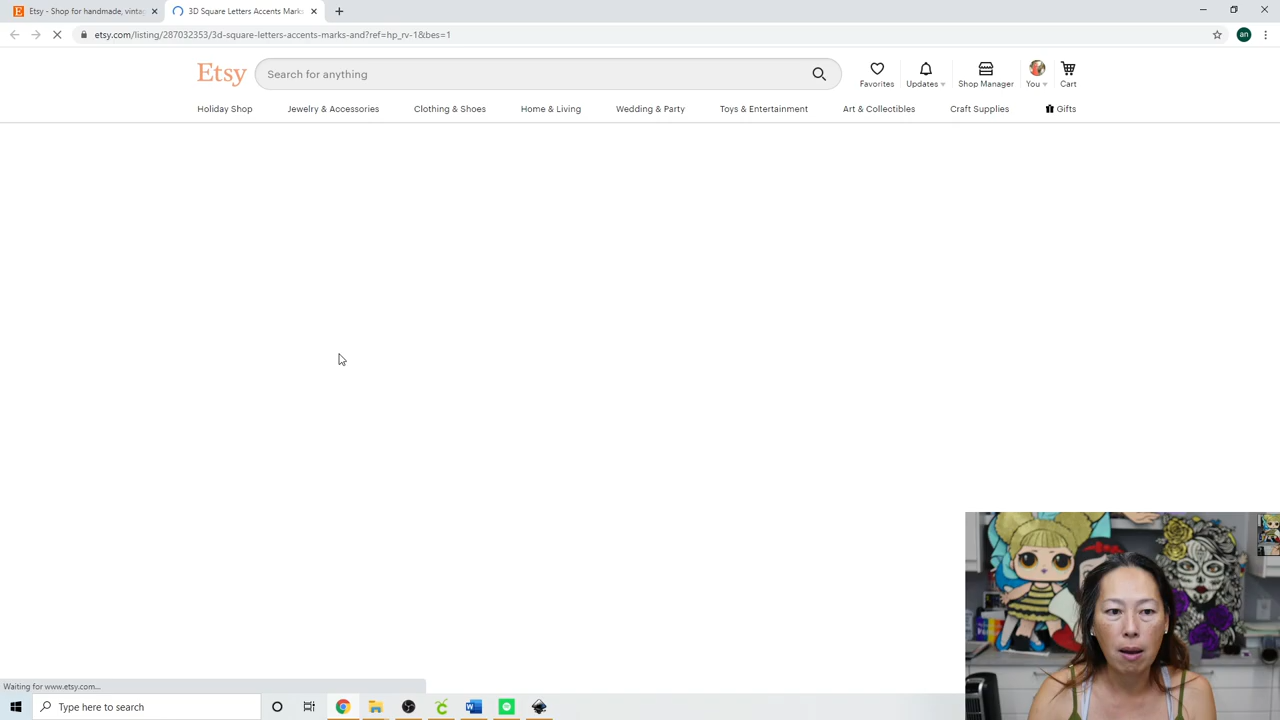 Etsy - Shop for handmade, vinta
3D Square Letters Accents Marks
etsy.com/listing/287032353/3d-square-letters-accents-marks-and?ref=hp_rv-1&bes=1
an
Etsy
Search for anything
Favorites
Updates
Shop Manager
You
Cart
Holiday Shop
Jewelry & Accessories
Clothing & Shoes
Home & Living
Wedding & Party
Toys & Entertainment
Art & Collectibles
Craft Supplies
Gifts
Waiting for www.etsy.com...
Type here to search